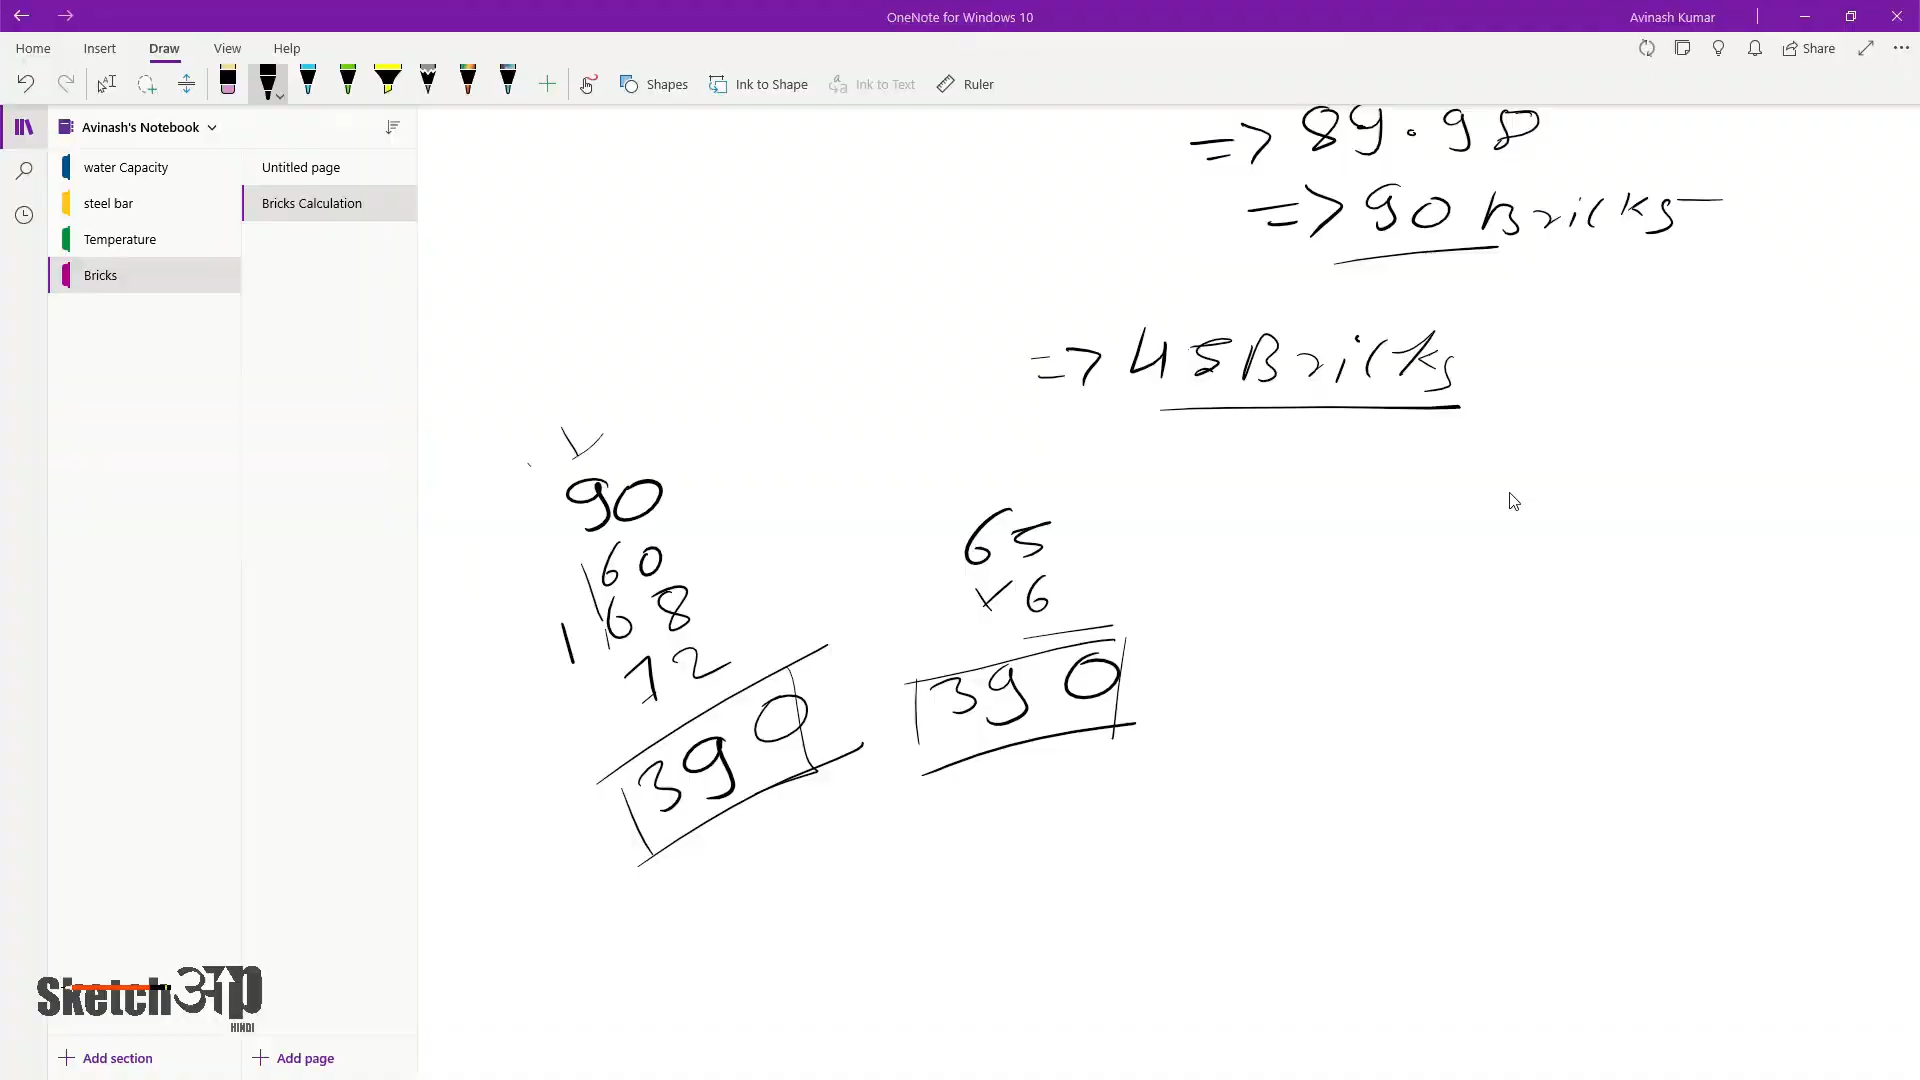 OneNote for Windows 10
Avinash Kumar
Home Insert Draw View Help
Share
Shapes Ink to Shape Ink to Text Ruler
Avinash's Notebook
water Capacity
steel bar
Temperature
Bricks
Untitled page
Bricks Calculation
=> 89.98
=> 90 Bricks
=> 45 Bricks
90
60
168
72
390
65
× 6
390
Sketchअप
HINDI
Add section
Add page